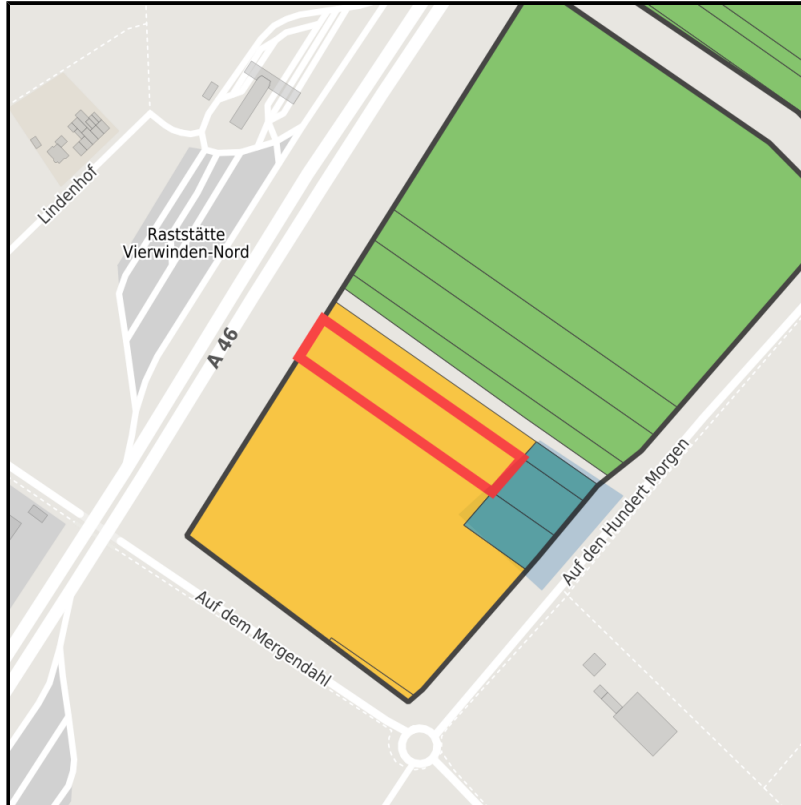 Lindenhof
Raststätte
Vierwinden-Nord
A 46
Auf den Hundert Morgen
Auf dem Mergendahl